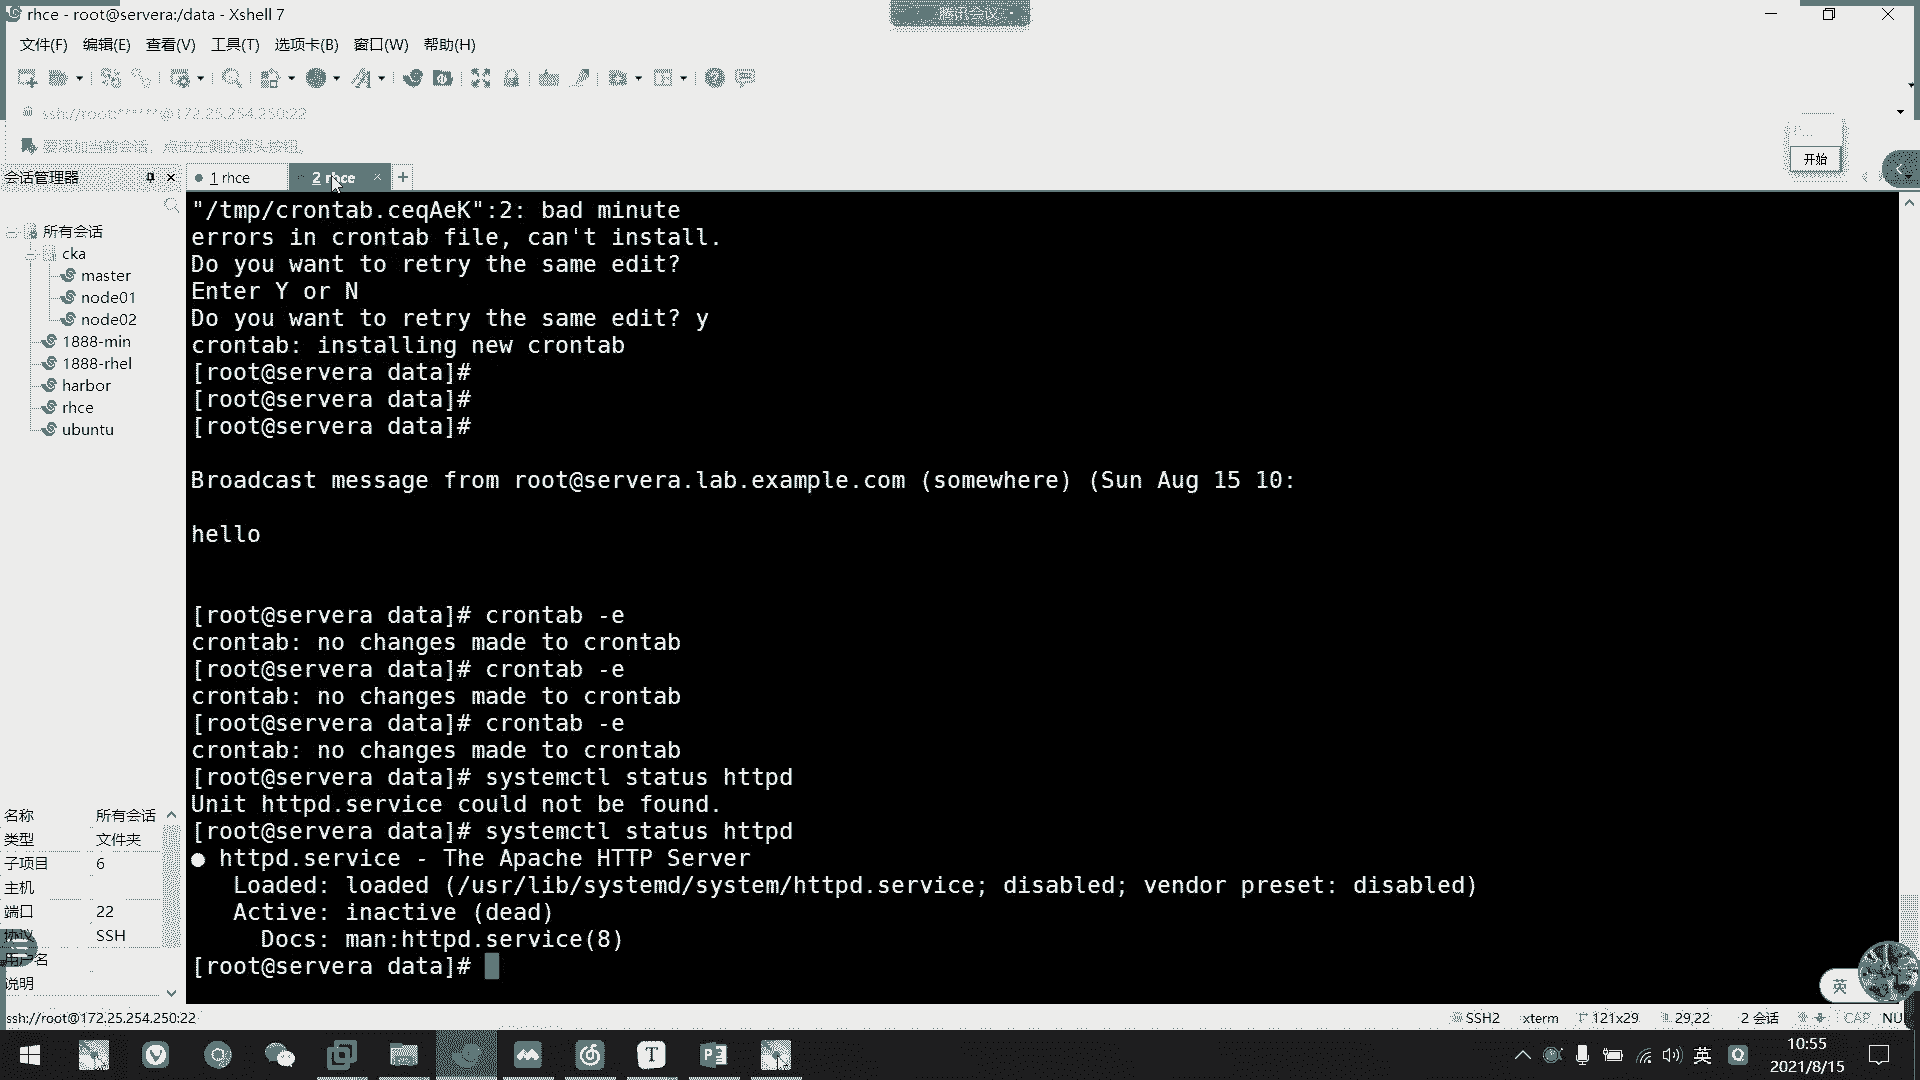 rhce - root@servera:/data - Xshell 7
腾讯会议
文件(F) 编辑(E) 查看(V) 工具(T) 选项卡(B) 窗口(W) 帮助(H)
ssh://root:******@172.25.254.250:22
要添加当前会话，点击左侧的箭头按钮。
开始
会话管理器
1 rhce
2 rhce
所有会话
cka
master
node01
node02
1888-min
1888-rhel
harbor
rhce
ubuntu
"/tmp/crontab.ceqAeK":2: bad minute
errors in crontab file, can't install.
Do you want to retry the same edit?
Enter Y or N
Do you want to retry the same edit? y
crontab: installing new crontab
[root@servera data]#
[root@servera data]#
[root@servera data]#
Broadcast message from root@servera.lab.example.com (somewhere) (Sun Aug 15 10:
hello
[root@servera data]# crontab -e
crontab: no changes made to crontab
[root@servera data]# crontab -e
crontab: no changes made to crontab
[root@servera data]# crontab -e
crontab: no changes made to crontab
[root@servera data]# systemctl status httpd
Unit httpd.service could not be found.
[root@servera data]# systemctl status httpd
● httpd.service - The Apache HTTP Server
Loaded: loaded (/usr/lib/systemd/system/httpd.service; disabled; vendor preset: disabled)
Active: inactive (dead)
Docs: man:httpd.service(8)
[root@servera data]#
名称 所有会话
类型 文件夹
子项目 6
主机
端口 22
协议 SSH
用户名
说明
英
ssh://root@172.25.254.250:22
SSH2 xterm 121x29 29,22 2 会话 CAP NU
英
10:55
2021/8/15